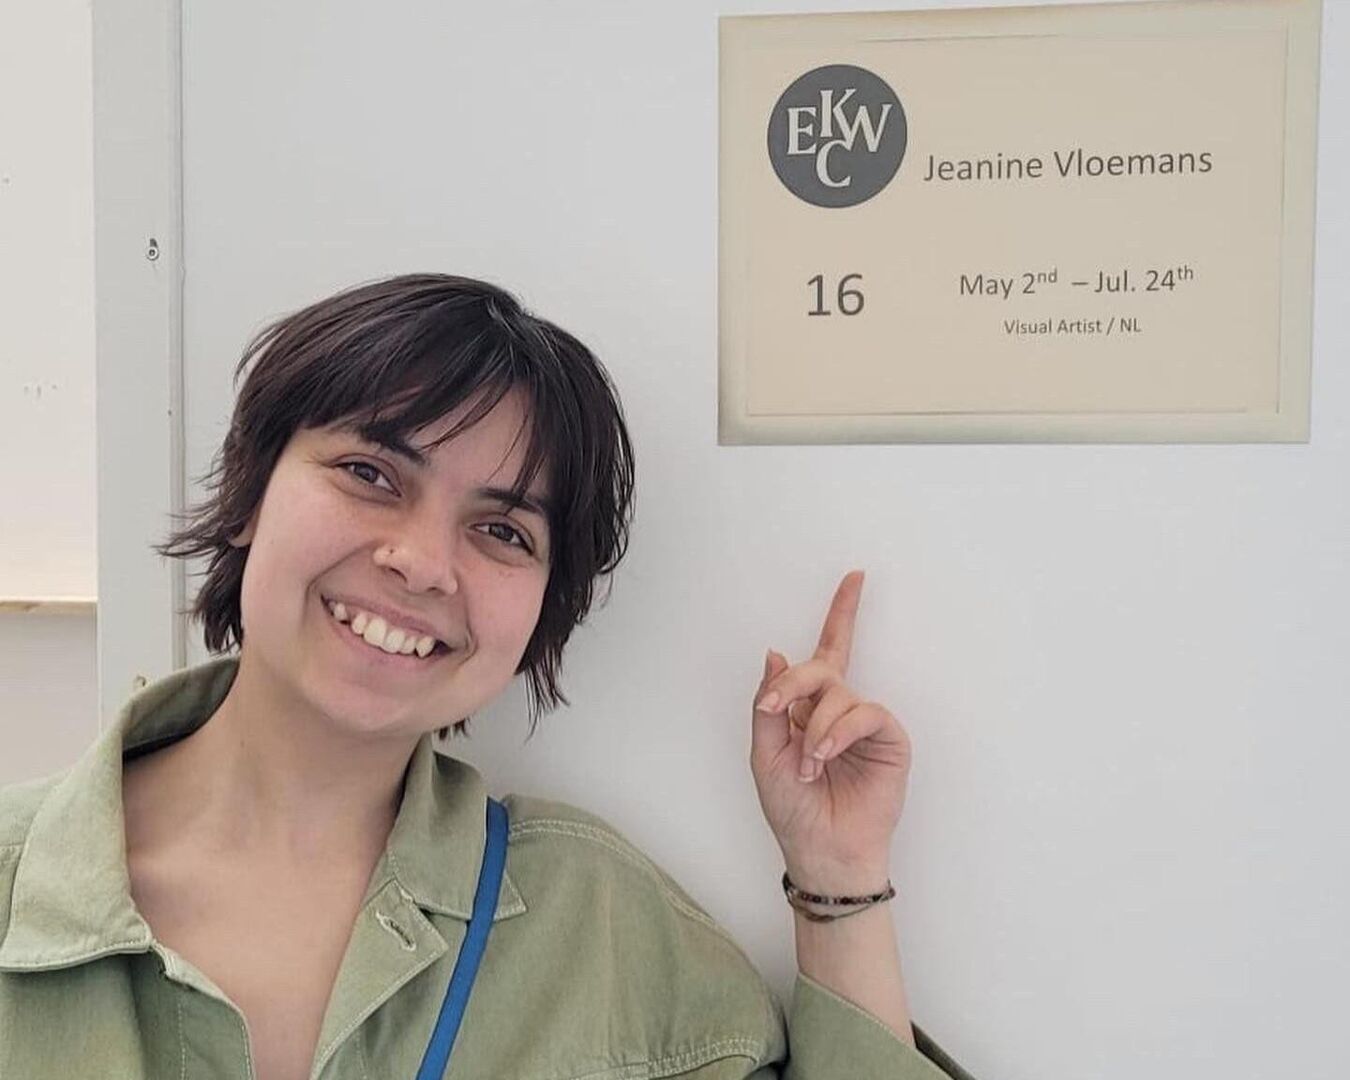 EKWC
Jeanine Vloemans
16
May 2nd – Jul. 24th
Visual Artist / NL